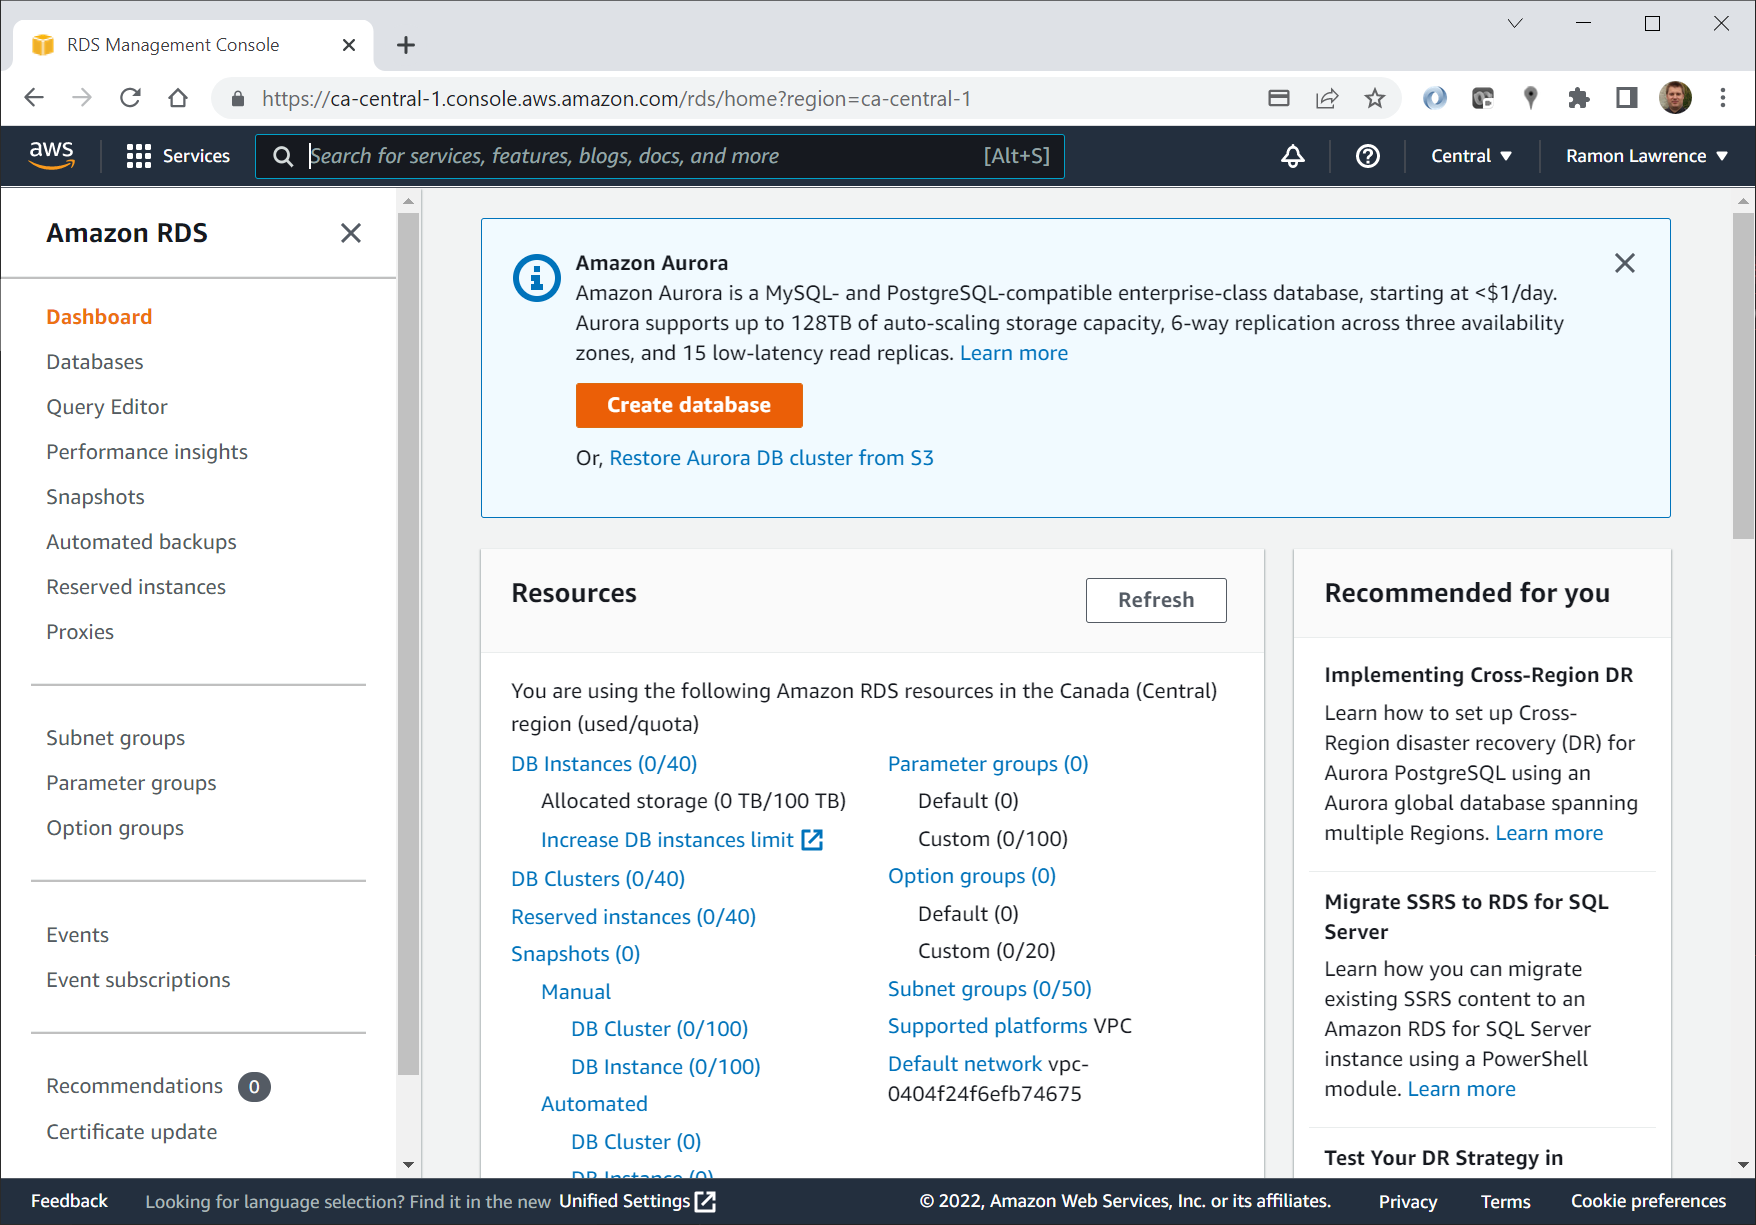 RDS Management Console
https://ca-central-1.console.aws.amazon.com/rds/home?region=ca-central-1
aws
Services
Search for services, features, blogs, docs, and more
[Alt+S]
Central
Ramon Lawrence
Amazon RDS
Dashboard
Databases
Query Editor
Performance insights
Snapshots
Automated backups
Reserved instances
Proxies
Subnet groups
Parameter groups
Option groups
Events
Event subscriptions
Recommendations 0
Certificate update
Amazon Aurora
Amazon Aurora is a MySQL- and PostgreSQL-compatible enterprise-class database, starting at <$1/day.
Aurora supports up to 128TB of auto-scaling storage capacity, 6-way replication across three availability
zones, and 15 low-latency read replicas. Learn more
Create database
Or, Restore Aurora DB cluster from S3
Resources
Refresh
You are using the following Amazon RDS resources in the Canada (Central)
region (used/quota)
DB Instances (0/40)
Allocated storage (0 TB/100 TB)
Increase DB instances limit
DB Clusters (0/40)
Reserved instances (0/40)
Snapshots (0)
Manual
DB Cluster (0/100)
DB Instance (0/100)
Automated
DB Cluster (0)
DB Instance (0)
Parameter groups (0)
Default (0)
Custom (0/100)
Option groups (0)
Default (0)
Custom (0/20)
Subnet groups (0/50)
Supported platforms VPC
Default network vpc-
0404f24f6efb74675
Recommended for you
Implementing Cross-Region DR
Learn how to set up Cross-
Region disaster recovery (DR) for
Aurora PostgreSQL using an
Aurora global database spanning
multiple Regions. Learn more
Migrate SSRS to RDS for SQL
Server
Learn how you can migrate
existing SSRS content to an
Amazon RDS for SQL Server
instance using a PowerShell
module. Learn more
Test Your DR Strategy in
Feedback
Looking for language selection? Find it in the new Unified Settings
© 2022, Amazon Web Services, Inc. or its affiliates.
Privacy
Terms
Cookie preferences